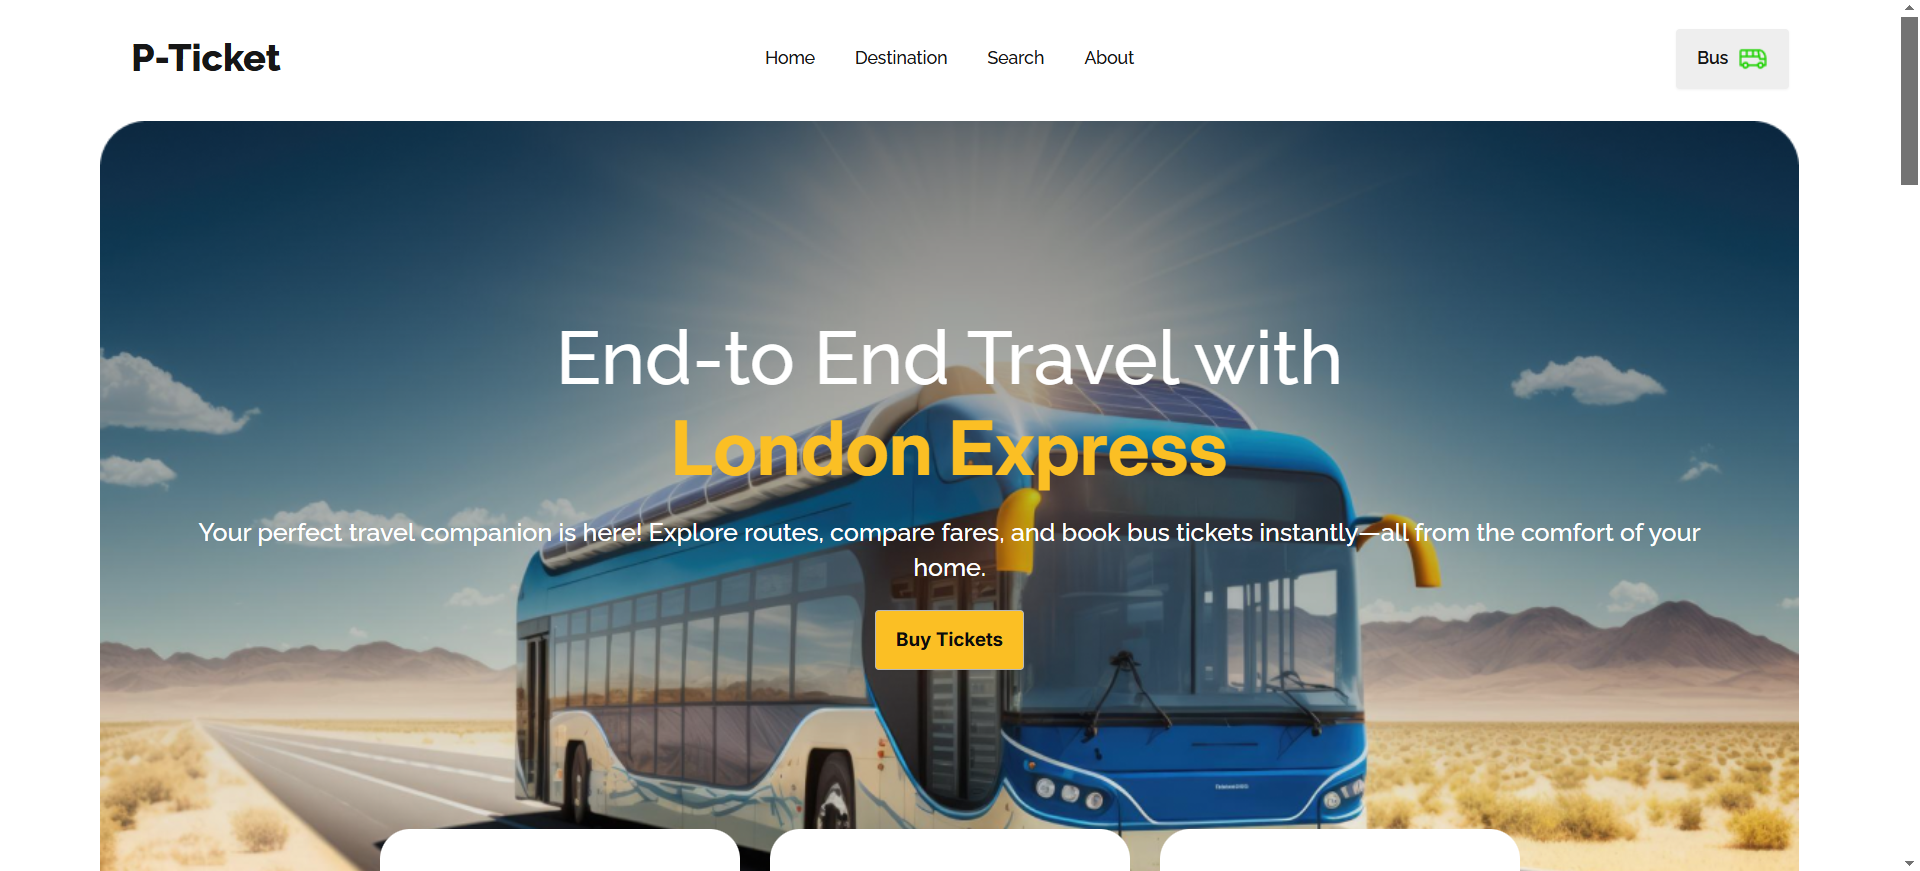 P-Ticket
Home
Destination
Search
About
Bus
End-to End Travel with
London Express
Your perfect travel companion is here! Explore routes, compare fares, and book bus tickets instantly—all from the comfort of your
home.
Buy Tickets